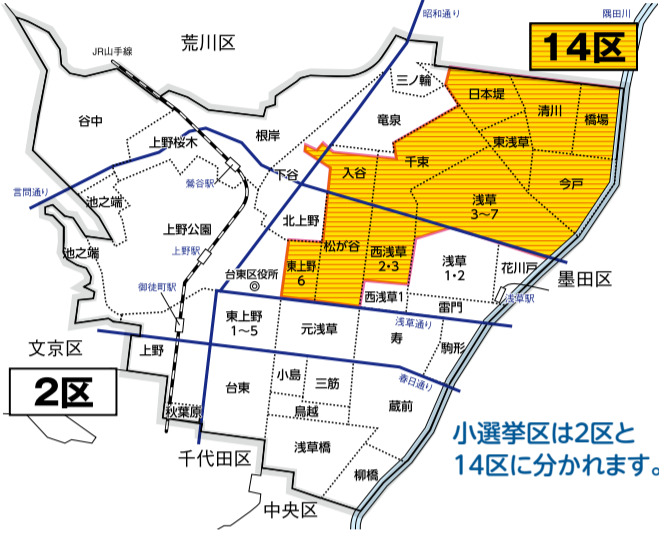 昭和通り
隅田川
荒川区
14区
JR山手線
三ノ輪
日本堤
清川
橋場
谷中
竜泉
上野桜木
根岸
東浅草
千束
鶯谷駅
下谷
入谷
今戸
言問通り
池之端
浅草
3〜7
上野公園
北上野
池之端
上野駅
松が谷
西浅草
2・3
浅草
1・2
花川戸
墨田区
台東区役所
東上野
6
御徒町駅
西浅草1
雷門
浅草駅
東上野
1〜5
元浅草
浅草通り
寿
駒形
文京区
上野
2区
台東
小島
三筋
春日通り
蔵前
秋葉原
鳥越
小選挙区は2区と
14区に分かれます。
千代田区
浅草橋
柳橋
中央区